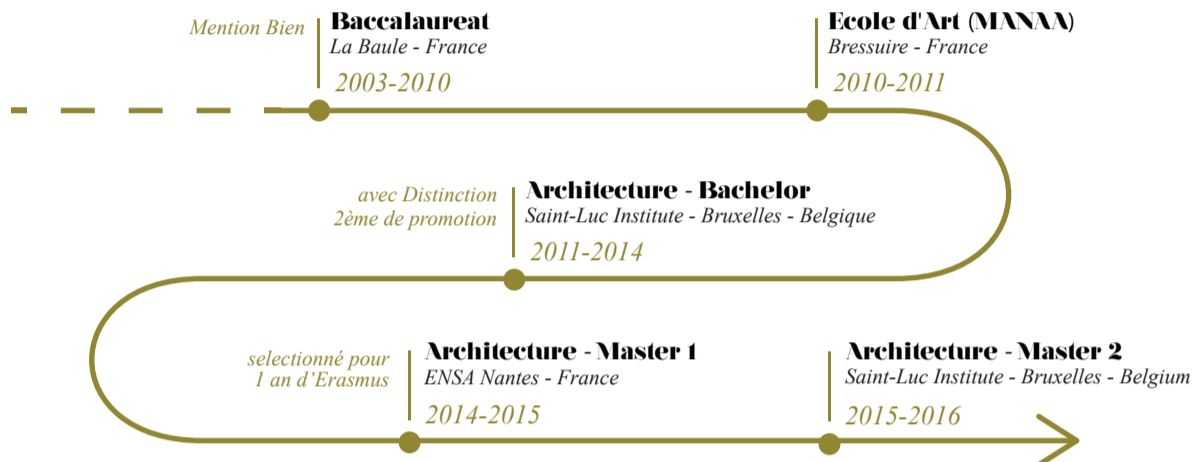 Mention Bien
Baccalaureat
La Baule - France
2003-2010
Ecole d'Art (MANAA)
Bressuire - France
2010-2011
avec Distinction
2ème de promotion
Architecture - Bachelor
Saint-Luc Institute - Bruxelles - Belgique
2011-2014
selectionné pour
1 an d’Erasmus
Architecture - Master 1
ENSA Nantes - France
2014-2015
Architecture - Master 2
Saint-Luc Institute - Bruxelles - Belgium
2015-2016